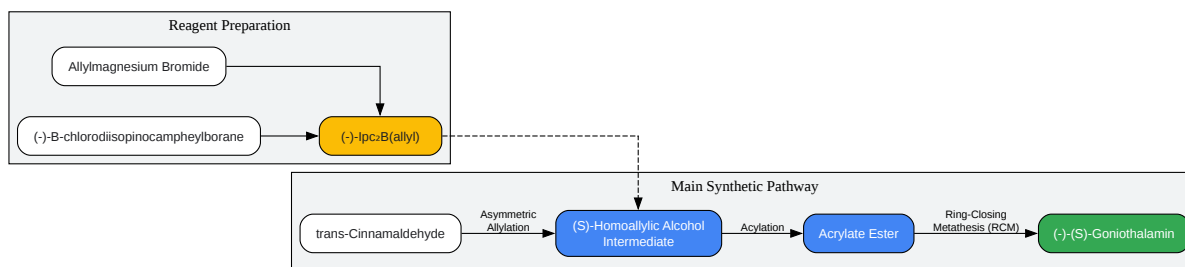 Reagent Preparation
Allylmagnesium Bromide
(-)-B-chlorodiisopinocampheylborane
(-)-Ipc₂B(allyl)
Main Synthetic Pathway
trans-Cinnamaldehyde
Asymmetric
Allylation
(S)-Homoallylic Alcohol
Intermediate
Acylation
Acrylate Ester
Ring-Closing
Metathesis (RCM)
(-)-(S)-Goniothalamin